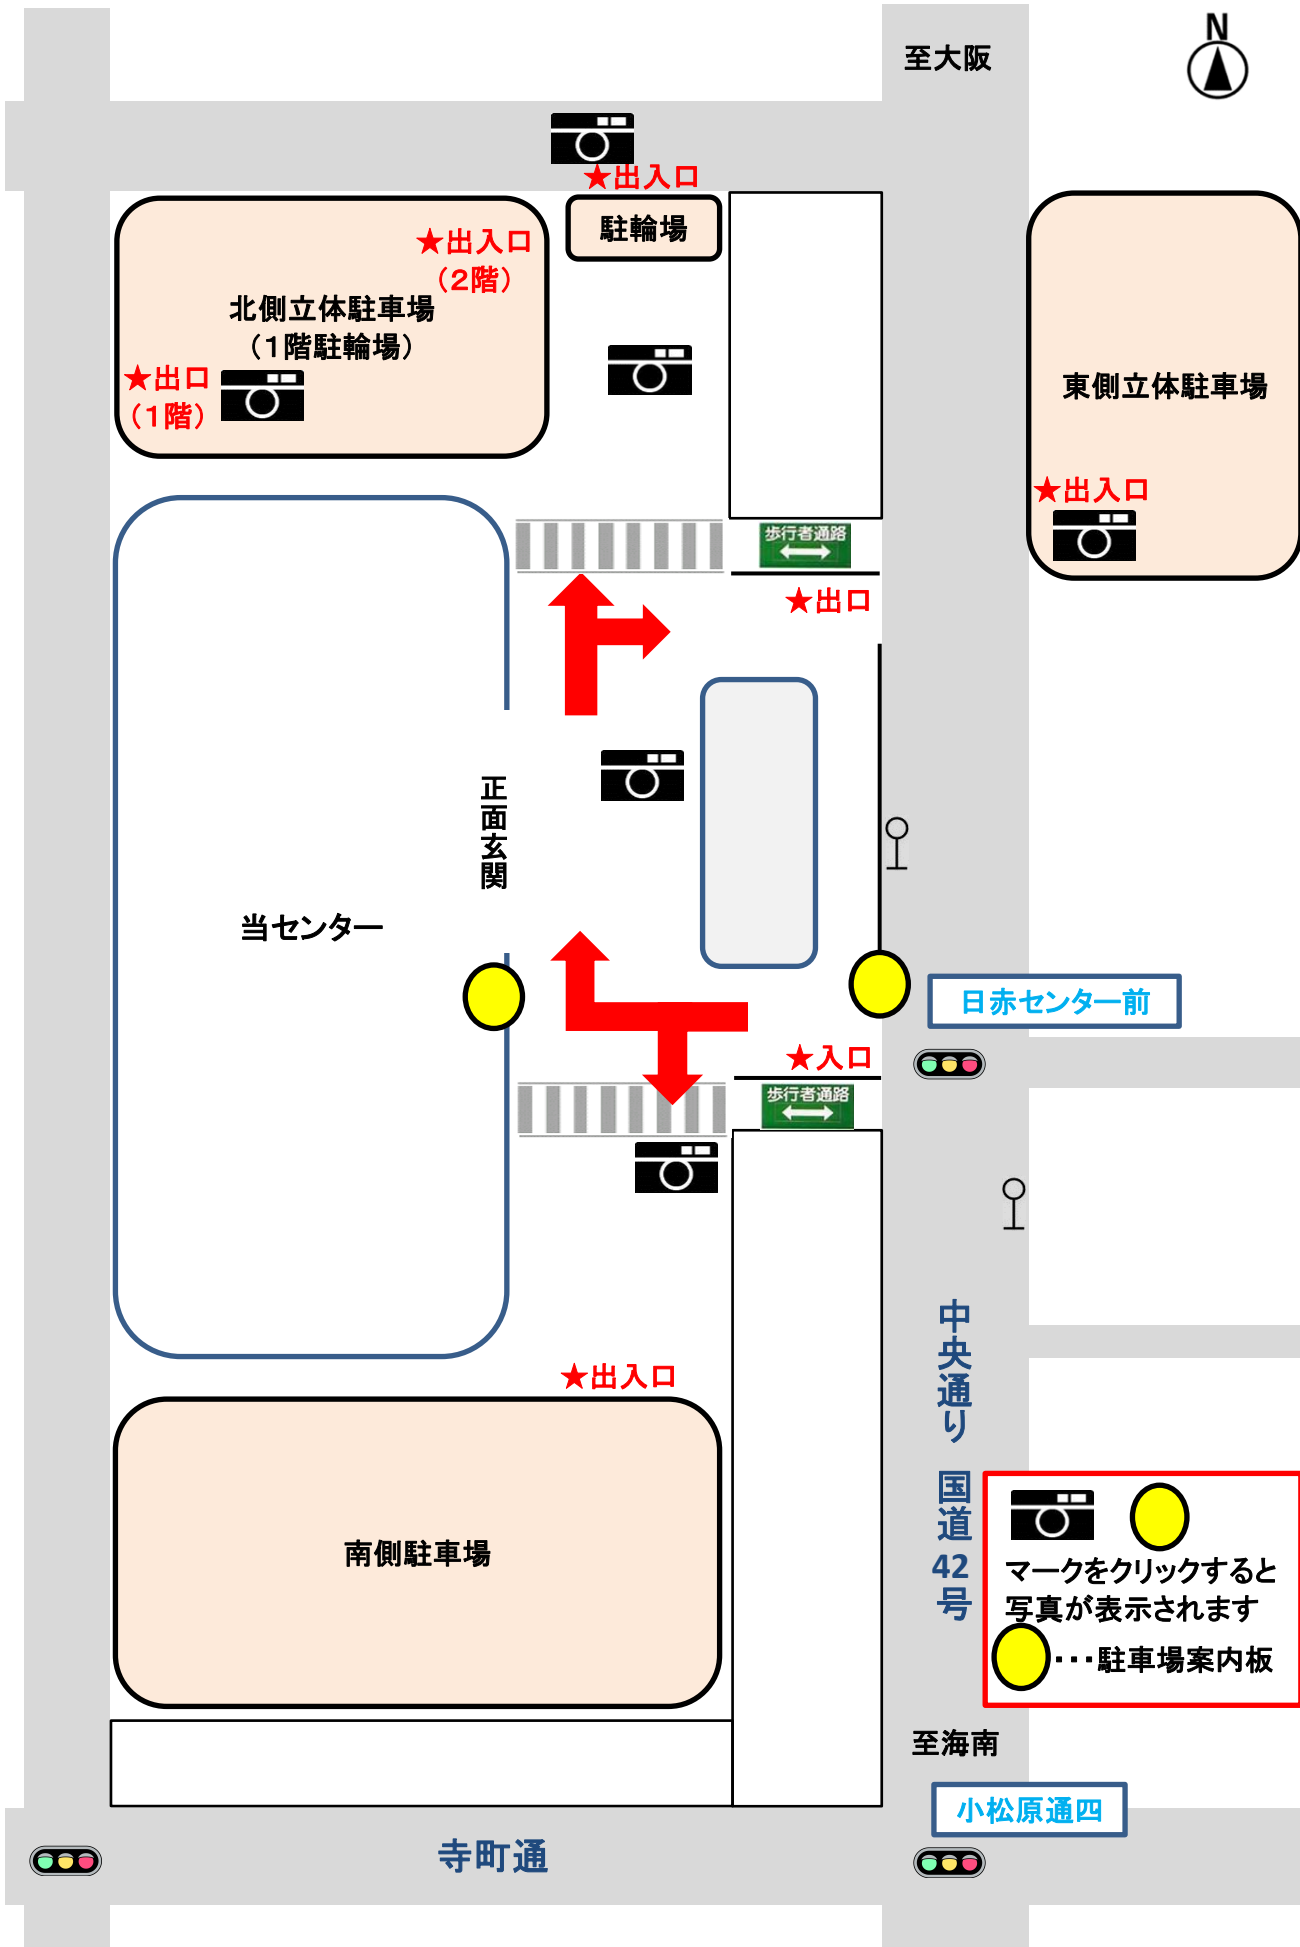 至大阪
N
★出入口
駐輪場
★出入口
（2階）
北側立体駐車場
（1階駐輪場）
★出口
（1階）
東側立体駐車場
★出入口
歩行者通路
★出口
正面玄関
当センター
日赤センター前
★入口
歩行者通路
中央通り 国道42号
★出入口
南側駐車場
マークをクリックすると
写真が表示されます
･･･駐車場案内板
至海南
小松原通四
寺町通